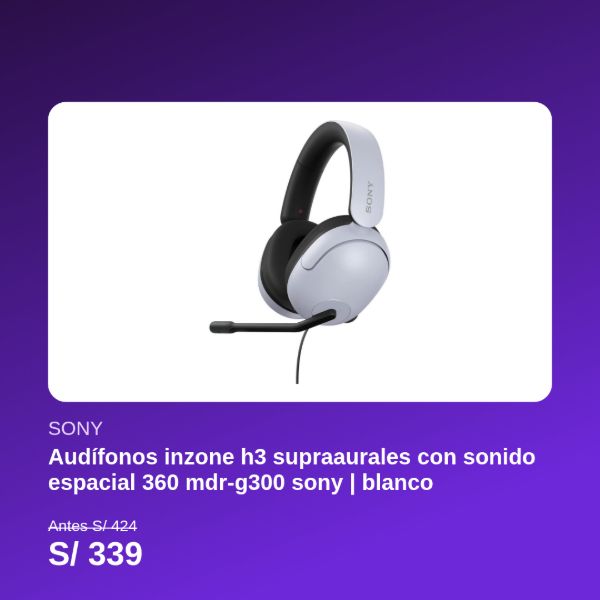 SONY
SONY
Audífonos inzone h3 supraaurales con sonido
espacial 360 mdr-g300 sony | blanco
Antes S/ 424
S/ 339